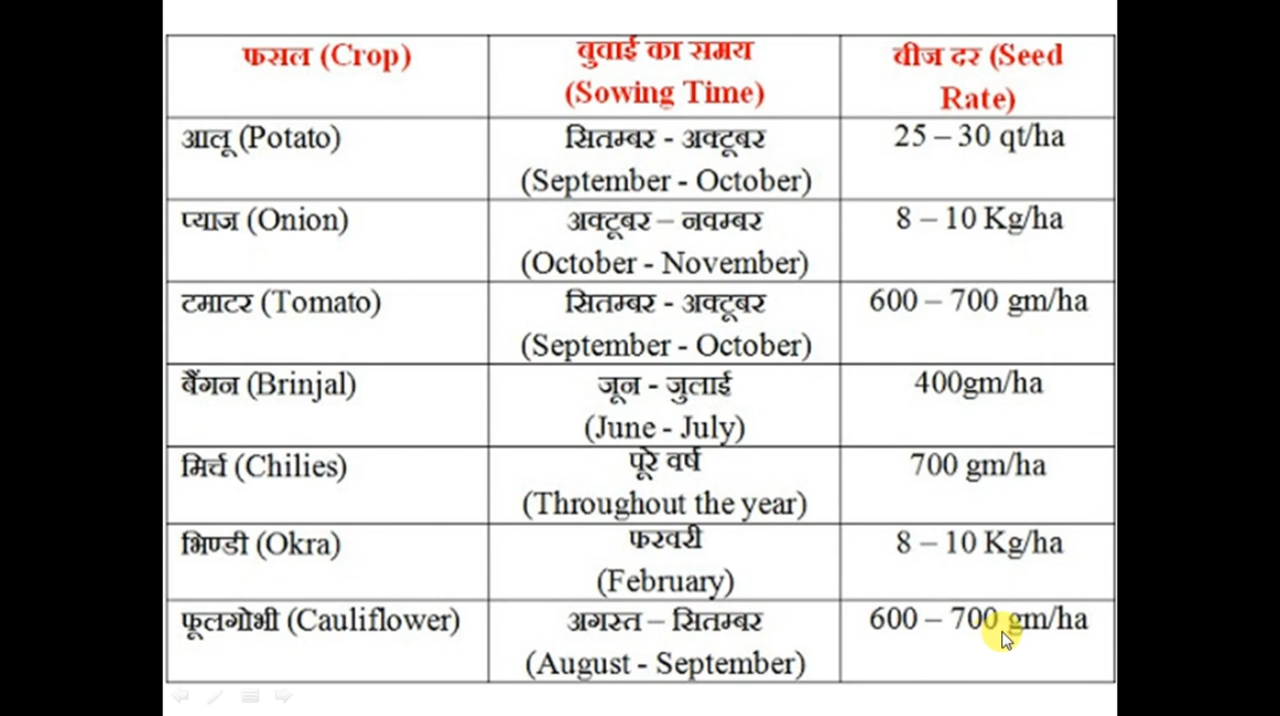 फसल (Crop)
बुवाई का समय
(Sowing Time)
बीज दर (Seed
Rate)
आलू (Potato)
सितम्बर - अक्टूबर
(September - October)
25 – 30 qt/ha
प्याज (Onion)
अक्टूबर – नवम्बर
(October - November)
8 – 10 Kg/ha
टमाटर (Tomato)
सितम्बर - अक्टूबर
(September - October)
600 – 700 gm/ha
बैंगन (Brinjal)
जून - जुलाई
(June - July)
400gm/ha
मिर्च (Chilies)
पूरे वर्ष
(Throughout the year)
700 gm/ha
भिण्डी (Okra)
फरवरी
(February)
8 – 10 Kg/ha
फूलगोभी (Cauliflower)
अगस्त – सितम्बर
(August - September)
600 – 700 gm/ha